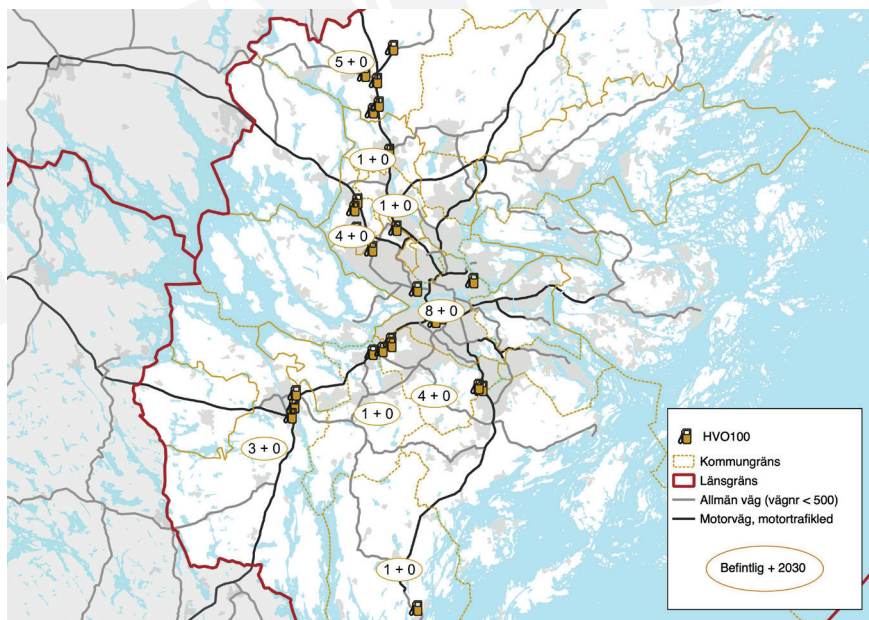 5 + 0
1 + 0
1 + 0
4 + 0
8 + 0
4 + 0
1 + 0
3 + 0
1 + 0
HVO100
Kommungräns
Länsgräns
Allmän väg (vägnr < 500)
Motorväg, motortrafikled
Befintlig + 2030